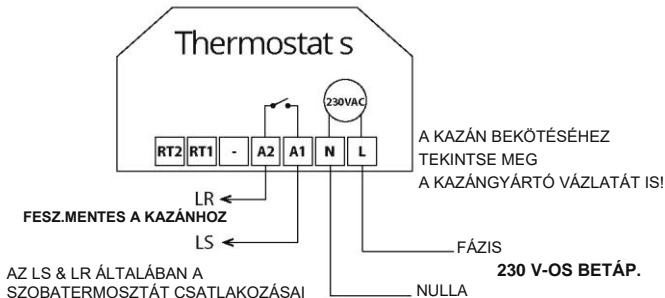 Thermostat s
230VAC
RT2 RT1 - A2 A1 N L
A KAZÁN BEKÖTÉSÉHEZ
TEKINTSE MEG
A KAZÁNGYÁRTÓ VÁZLATÁT IS!
LR
FESZ.MENTES A KAZÁNHOZ
LS
FÁZIS
230 V-OS BETÁP.
AZ LS & LR ÁLTALÁBAN A
SZOBATERMOSZTÁT CSATLAKOZÁSAI
NULLA